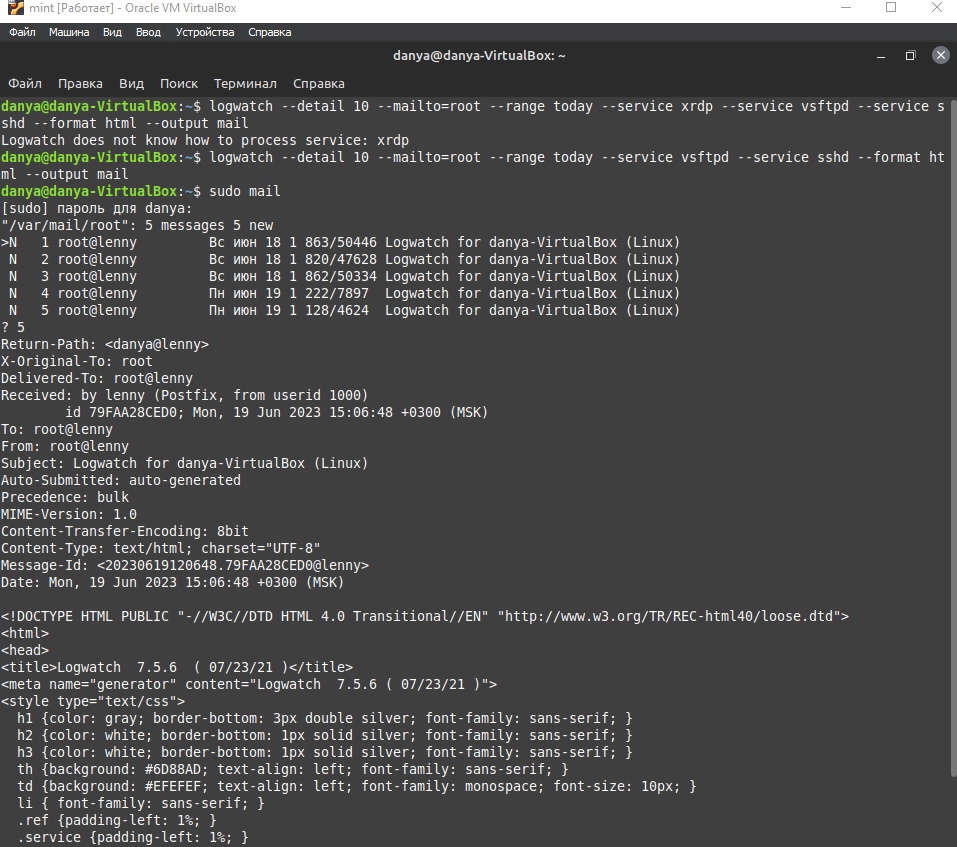 mint [Работает] - Oracle VM VirtualBox
Файл Машина Вид Ввод Устройства Справка
danya@danya-VirtualBox: ~
Файл Правка Вид Поиск Терминал Справка
danya@danya-VirtualBox:~$ logwatch --detail 10 --mailto=root --range today --service xrdp --service vsftpd --service s
shd --format html --output mail
Logwatch does not know how to process service: xrdp
danya@danya-VirtualBox:~$ logwatch --detail 10 --mailto=root --range today --service vsftpd --service sshd --format ht
ml --output mail
danya@danya-VirtualBox:~$ sudo mail
[sudo] пароль для danya:
"/var/mail/root": 5 messages 5 new
>N   1 root@lenny         Вс июн 18 1 863/50446 Logwatch for danya-VirtualBox (Linux)
 N   2 root@lenny         Вс июн 18 1 820/47628 Logwatch for danya-VirtualBox (Linux)
 N   3 root@lenny         Вс июн 18 1 862/50334 Logwatch for danya-VirtualBox (Linux)
 N   4 root@lenny         Пн июн 19 1 222/7897  Logwatch for danya-VirtualBox (Linux)
 N   5 root@lenny         Пн июн 19 1 128/4624  Logwatch for danya-VirtualBox (Linux)
? 5
Return-Path: <danya@lenny>
X-Original-To: root
Delivered-To: root@lenny
Received: by lenny (Postfix, from userid 1000)
        id 79FAA28CED0; Mon, 19 Jun 2023 15:06:48 +0300 (MSK)
To: root@lenny
From: root@lenny
Subject: Logwatch for danya-VirtualBox (Linux)
Auto-Submitted: auto-generated
Precedence: bulk
MIME-Version: 1.0
Content-Transfer-Encoding: 8bit
Content-Type: text/html; charset="UTF-8"
Message-Id: <20230619120648.79FAA28CED0@lenny>
Date: Mon, 19 Jun 2023 15:06:48 +0300 (MSK)

<!DOCTYPE HTML PUBLIC "-//W3C//DTD HTML 4.0 Transitional//EN" "http://www.w3.org/TR/REC-html40/loose.dtd">
<html>
<head>
<title>Logwatch  7.5.6  ( 07/23/21 )</title>
<meta name="generator" content="Logwatch  7.5.6 ( 07/23/21 )">
<style type="text/css">
  h1 {color: gray; border-bottom: 3px double silver; font-family: sans-serif; }
  h2 {color: white; border-bottom: 1px solid silver; font-family: sans-serif; }
  h3 {color: white; border-bottom: 1px solid silver; font-family: sans-serif; }
  th {background: #6D88AD; text-align: left; font-family: sans-serif; }
  td {background: #EFEFEF; text-align: left; font-family: monospace; font-size: 10px; }
  li { font-family: sans-serif; }
  .ref {padding-left: 1%; }
  .service {padding-left: 1%; }